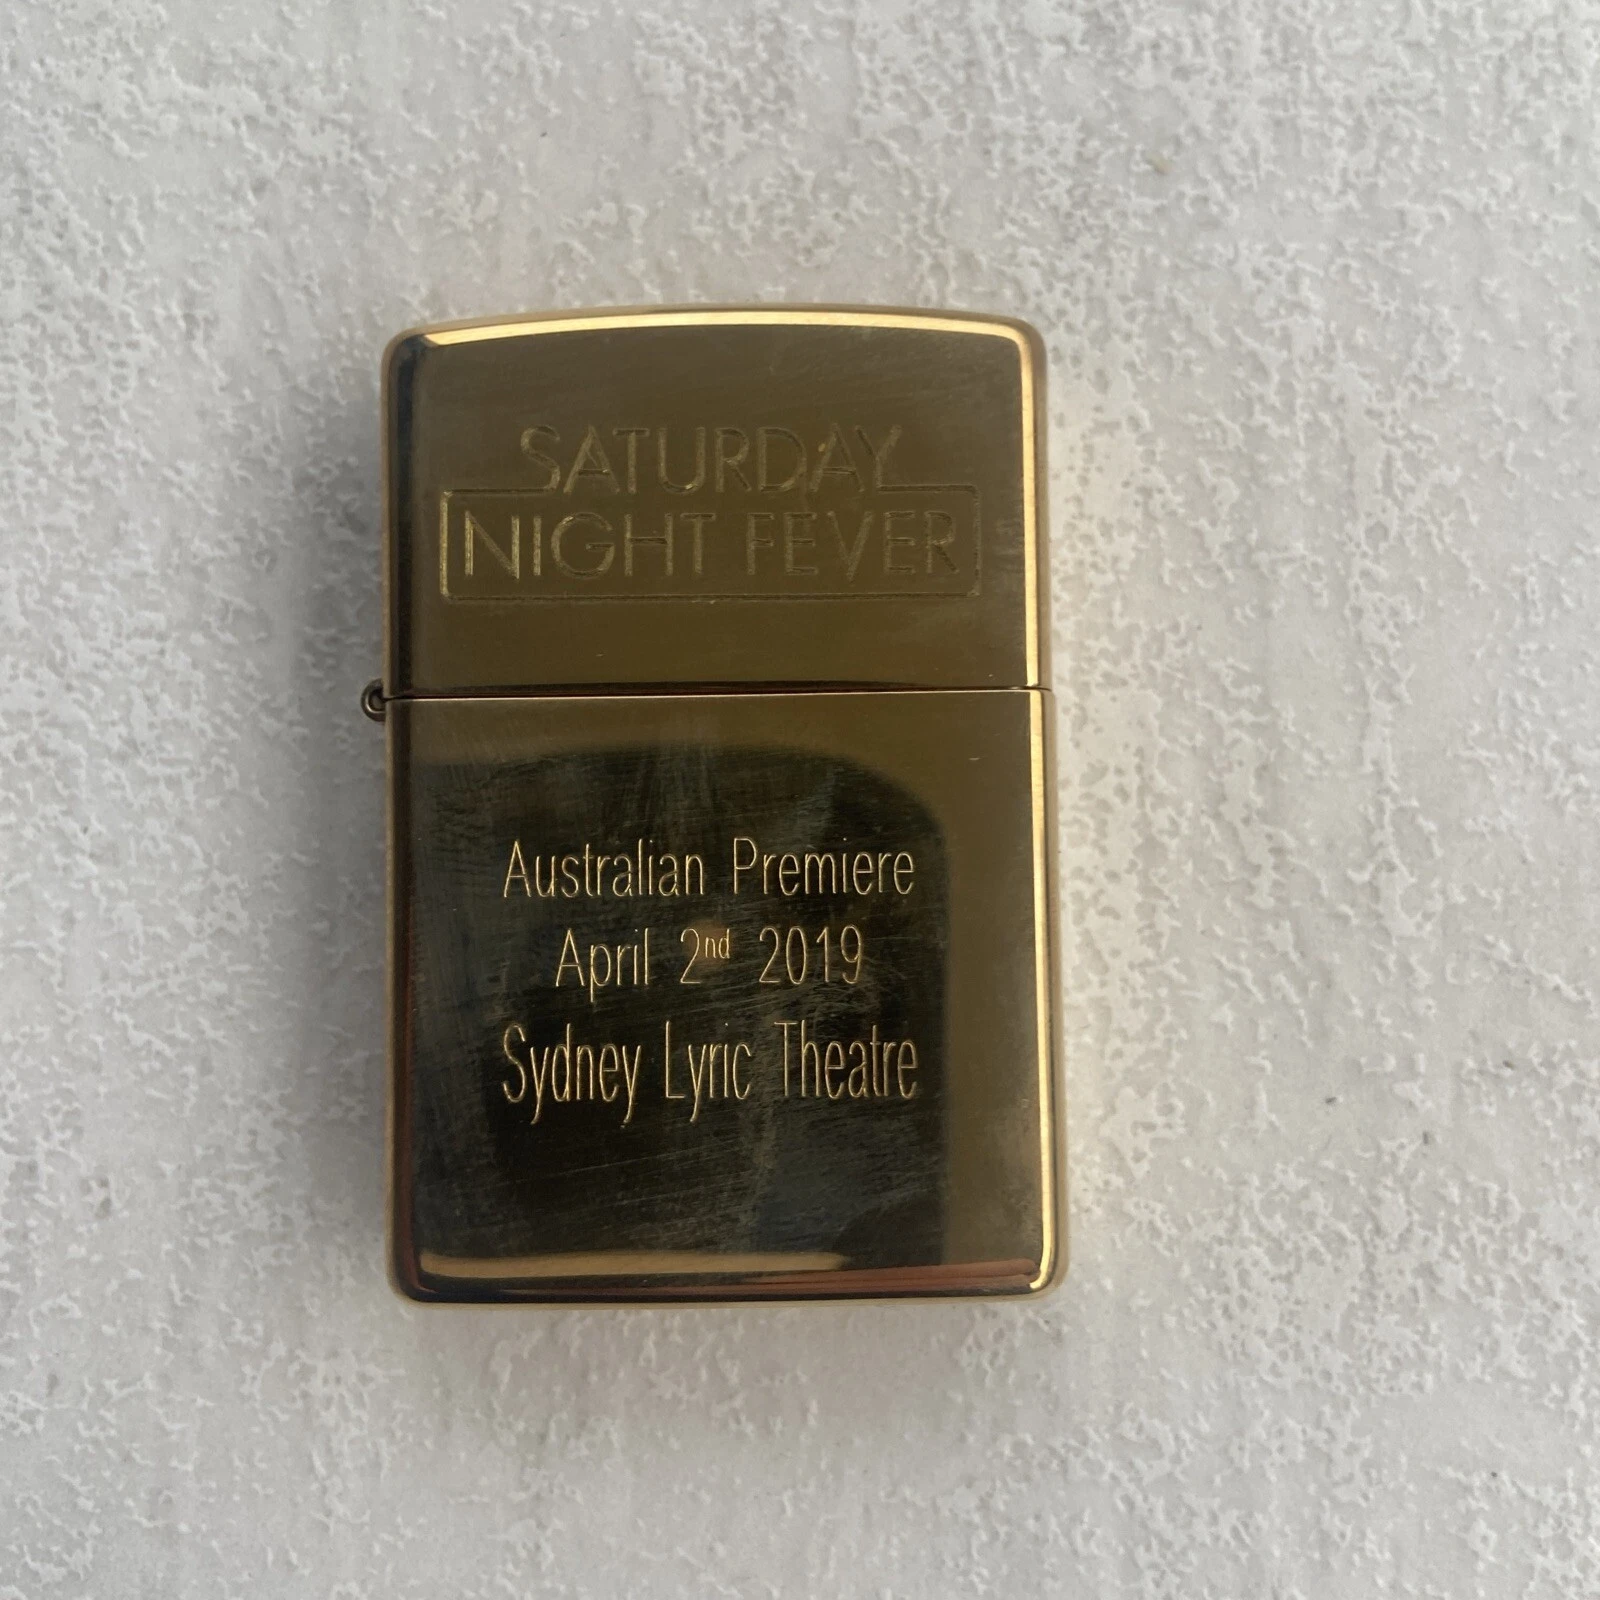 SATURDAY
NIGHT FEVER
Australian Premiere
April 2nd 2019
Sydney Lyric Theatre